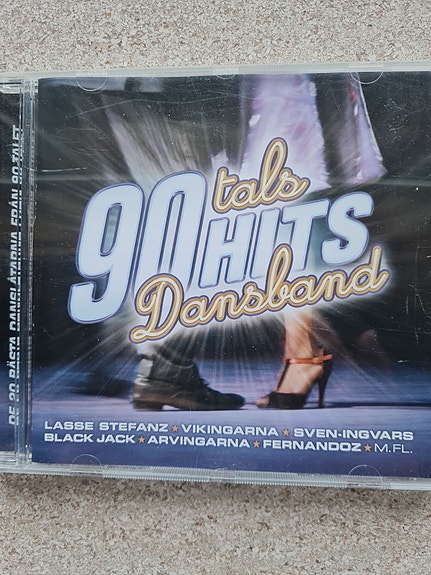 DE 30 BÄSTA DANSLÅTARNA FRÅN 90-TALET
90 tals
HITS
Dansband
LASSE STEFANZ ★ VIKINGARNA ★ SVEN-INGVARS
BLACK JACK ★ ARVINGARNA ★ FERNANDOZ ★ M.FL.